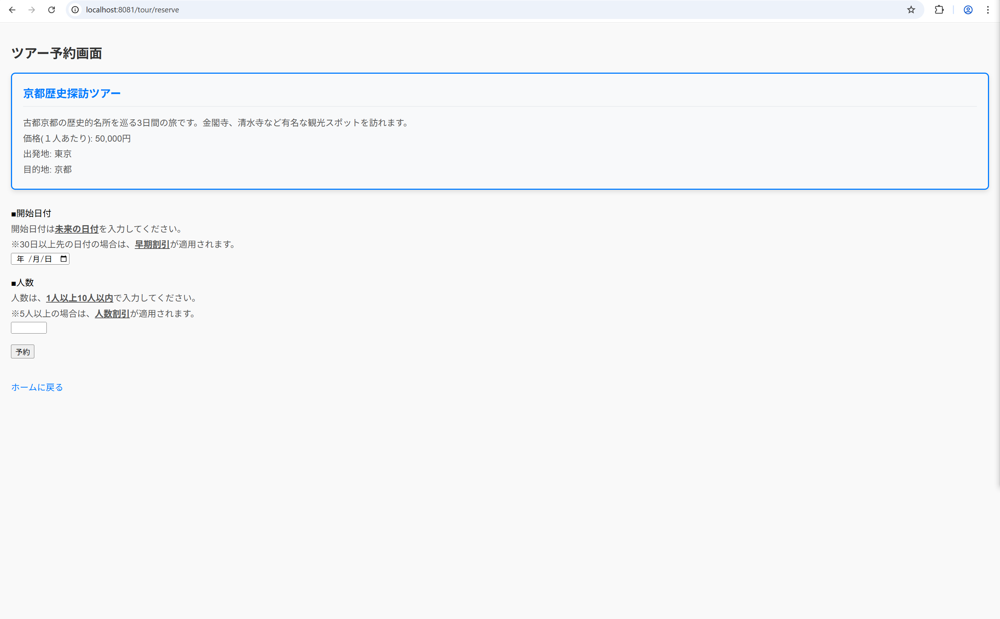 localhost:8081/tour/reserve
ツアー予約画面
京都歴史探訪ツアー
古都京都の歴史的名所を巡る3日間の旅です。金閣寺、清水寺など有名な観光スポットを訪れます。
価格(１人あたり): 50,000円
出発地: 東京
目的地: 京都
■開始日付
開始日付は未来の日付を入力してください。
※30日以上先の日付の場合は、早期割引が適用されます。
年 /月/日
■人数
人数は、1人以上10人以内で入力してください。
※5人以上の場合は、人数割引が適用されます。
予約
ホームに戻る